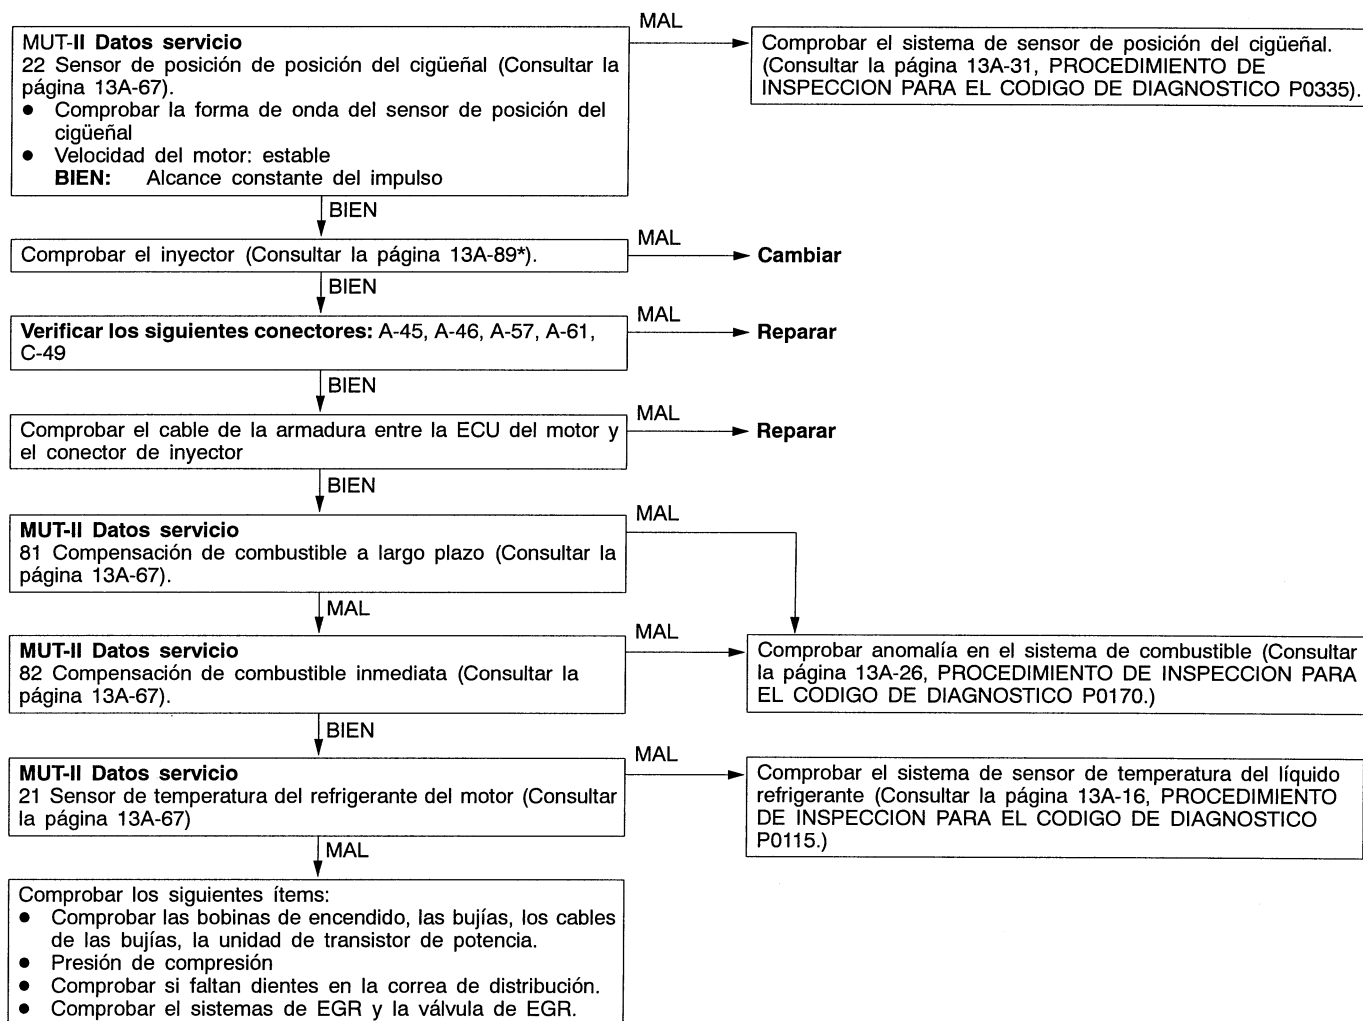 MAL
MUT-II Datos servicio
22 Sensor de posición de posición del cigüeñal (Consultar la
página 13A-67).
● Comprobar la forma de onda del sensor de posición del
cigüeñal
● Velocidad del motor: estable
BIEN: Alcance constante del impulso
Comprobar el sistema de sensor de posición del cigüeñal.
(Consultar la página 13A-31, PROCEDIMIENTO DE
INSPECCION PARA EL CODIGO DE DIAGNOSTICO P0335).
BIEN
Comprobar el inyector (Consultar la página 13A-89*).
MAL
Cambiar
BIEN
Verificar los siguientes conectores: A-45, A-46, A-57, A-61,
C-49
MAL
Reparar
BIEN
Comprobar el cable de la armadura entre la ECU del motor y
el conector de inyector
MAL
Reparar
BIEN
MUT-II Datos servicio
81 Compensación de combustible a largo plazo (Consultar la
página 13A-67).
MAL
MAL
MUT-II Datos servicio
82 Compensación de combustible inmediata (Consultar la
página 13A-67).
MAL
Comprobar anomalía en el sistema de combustible (Consultar
la página 13A-26, PROCEDIMIENTO DE INSPECCION PARA
EL CODIGO DE DIAGNOSTICO P0170.)
BIEN
MUT-II Datos servicio
21 Sensor de temperatura del refrigerante del motor (Consultar
la página 13A-67)
MAL
Comprobar el sistema de sensor de temperatura del líquido
refrigerante (Consultar la página 13A-16, PROCEDIMIENTO
DE INSPECCION PARA EL CODIGO DE DIAGNOSTICO
P0115.)
MAL
Comprobar los siguientes ítems:
● Comprobar las bobinas de encendido, las bujías, los cables
de las bujías, la unidad de transistor de potencia.
● Presión de compresión
● Comprobar si faltan dientes en la correa de distribución.
● Comprobar el sistemas de EGR y la válvula de EGR.